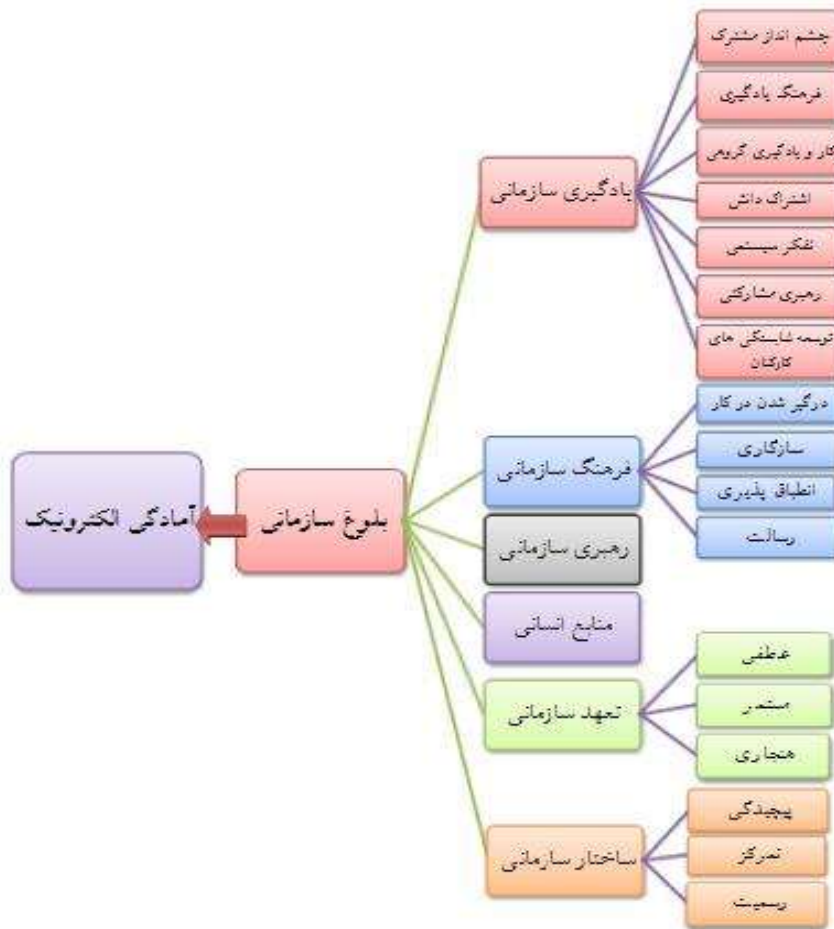 چشم انداز مشترک
فرهنگ یادگیری
کار و یادگیری گروهی
اشتراک دانش
تفکر سیستمی
رهبری مشارکتی
توسعه شایستگی های
کارکنان
یادگیری سازمانی
درگیر شدن در کار
سازگاری
انطباق پذیری
رسالت
فرهنگ سازمانی
رهبری سازمانی
منابع انسانی
عاطفی
مستمر
هنجاری
تعهد سازمانی
پیچیدگی
تمرکز
رسمیت
ساختار سازمانی
بلوغ سازمانی
آمادگی الکترونیک